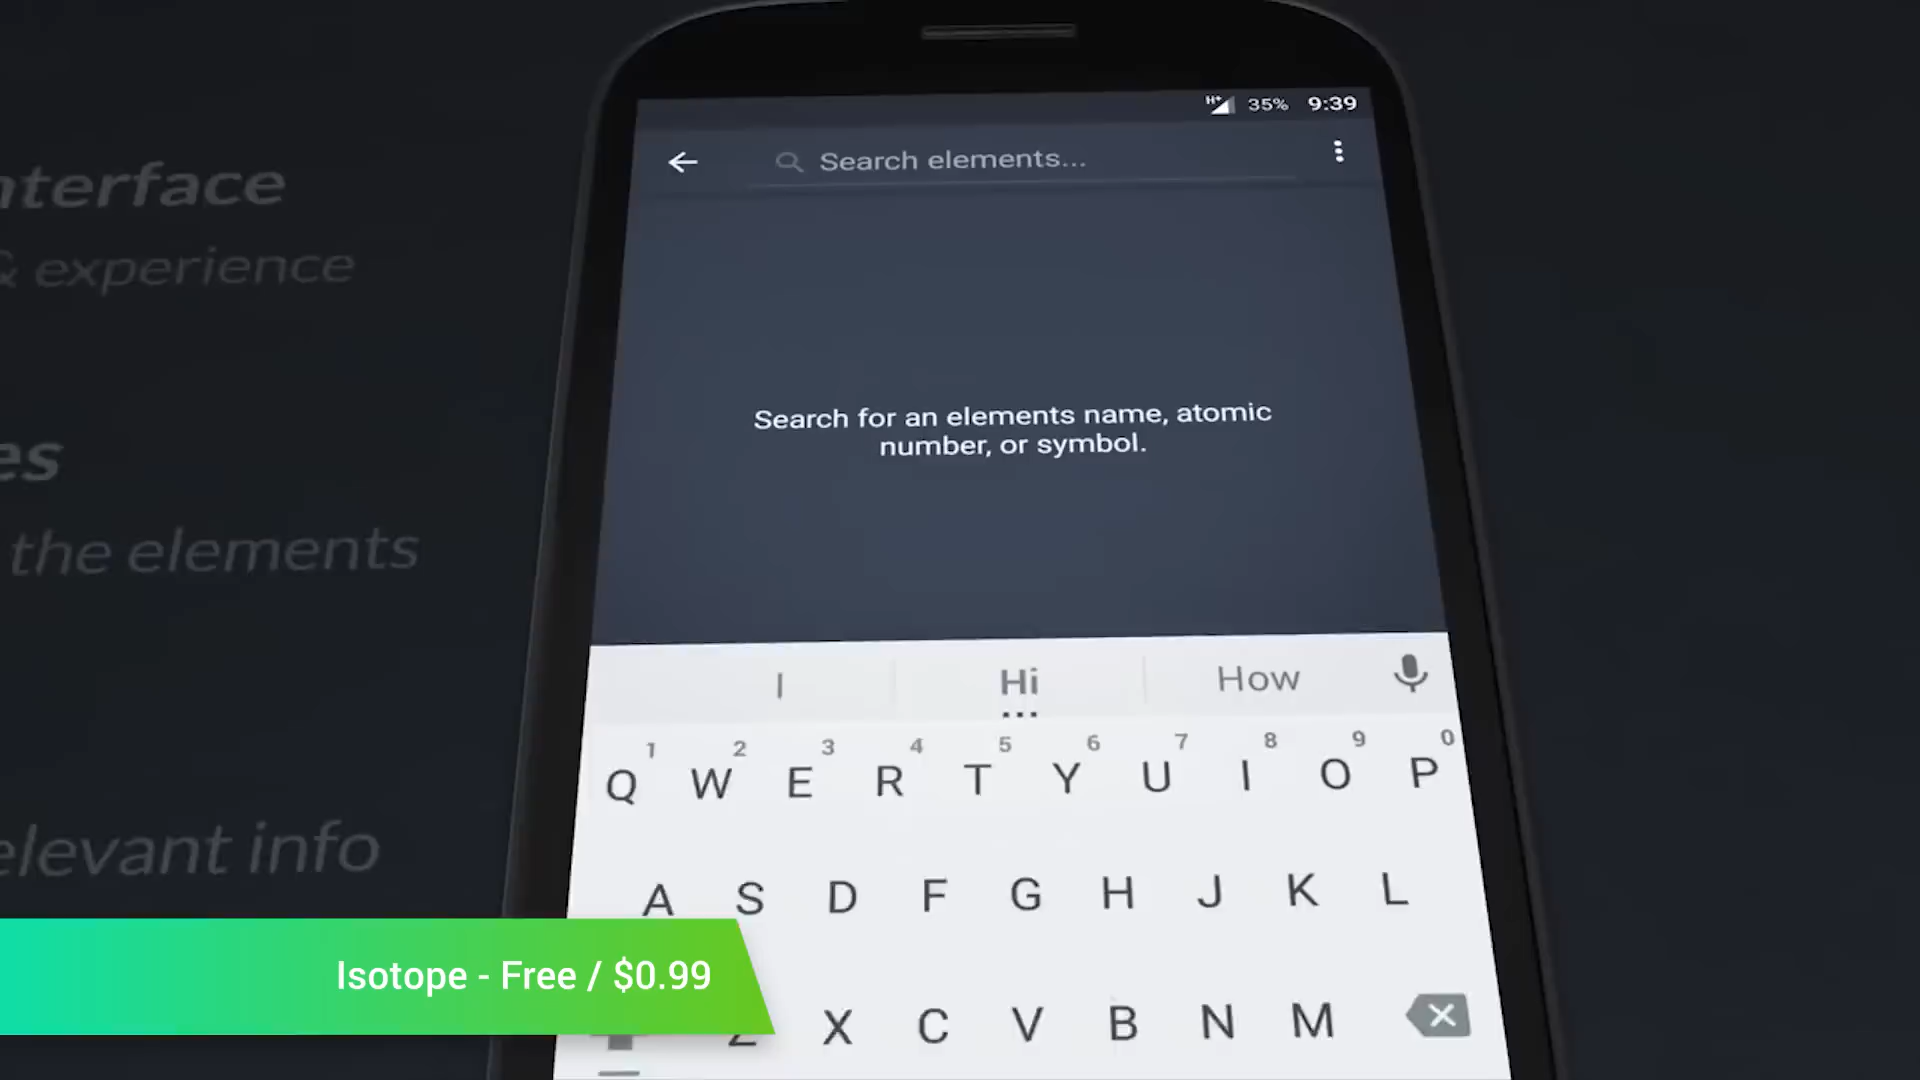 nterface
& experience
es
the elements
elevant info
H+ 35% 9:39
Search elements...
Search for an elements name, atomic
number, or symbol.
I Hi How
1 2 3 4 5 6 7 8 9 0
Q W E R T Y U I O P
A S D F G H J K L
Z X C V B N M
Isotope - Free / $0.99